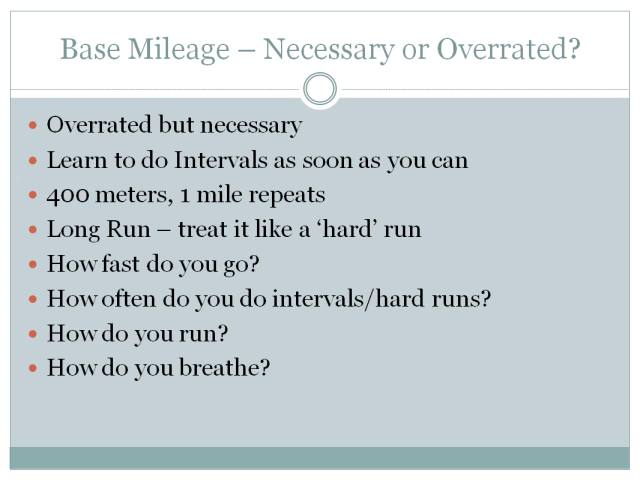 Base Mileage – Necessary or Overrated?
Overrated but necessary
Learn to do Intervals as soon as you can
400 meters, 1 mile repeats
Long Run – treat it like a ‘hard’ run
How fast do you go?
How often do you do intervals/hard runs?
How do you run?
How do you breathe?